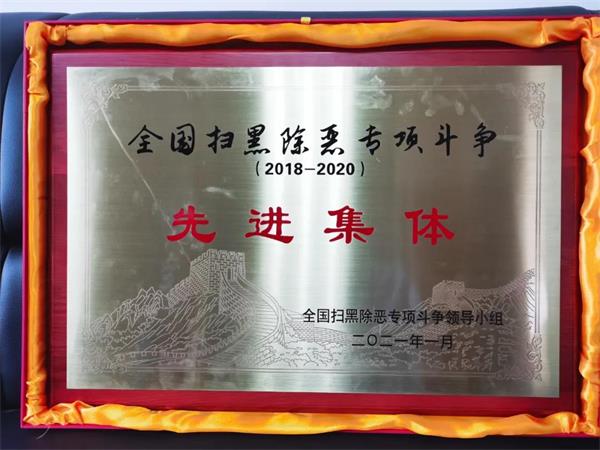 全国扫黑除恶专项斗争
(2018-2020)
先进集体
全国扫黑除恶专项斗争领导小组
二〇二一年一月